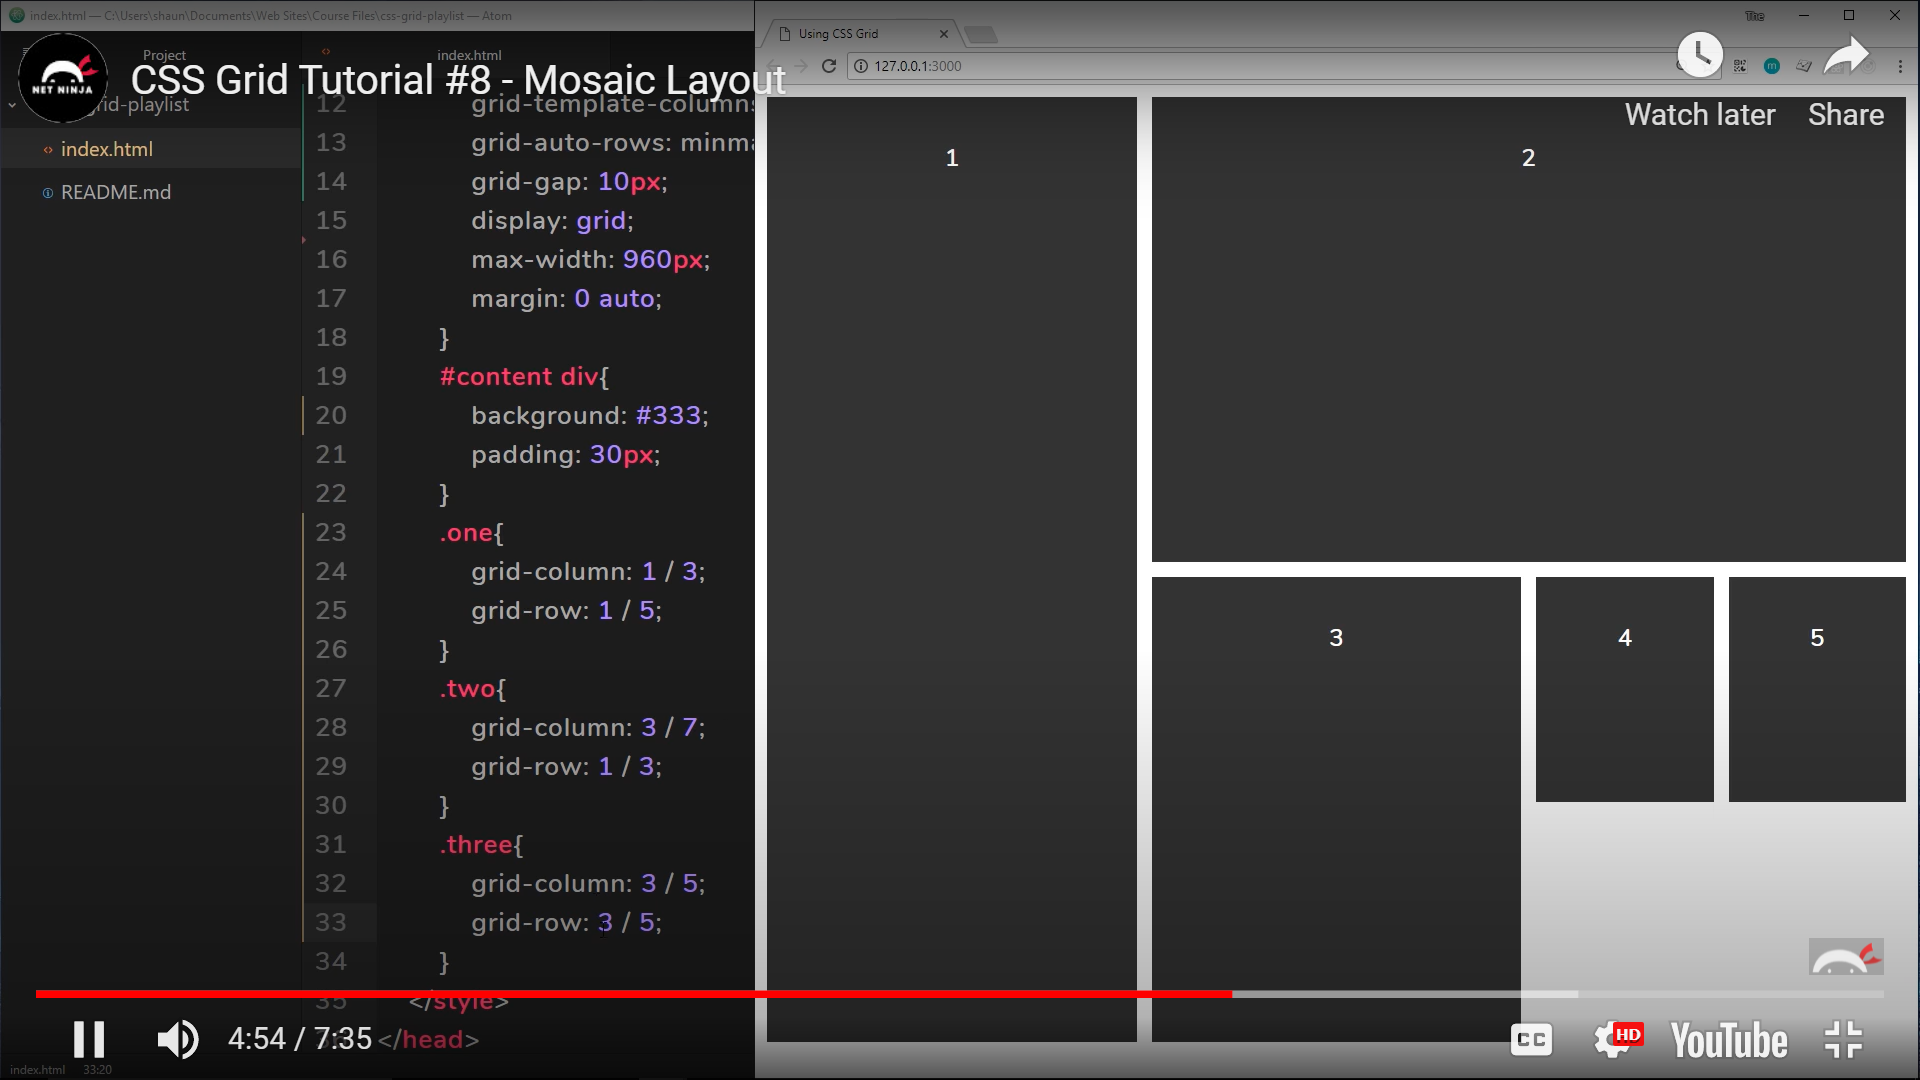 index.html — C:\Users\shaun\Documents\Web Sites\Course Files\css-grid-playlist — Atom
Project
index.html
NET NINJA
CSS Grid Tutorial #8 - Mosaic Layout
rid-playlist
index.html
README.md
12 grid-template-columns
13 grid-auto-rows: minma
14 grid-gap: 10px;
15 display: grid;
16 max-width: 960px;
17 margin: 0 auto;
18 }
19 #content div{
20 background: #333;
21 padding: 30px;
22 }
23 .one{
24 grid-column: 1 / 3;
25 grid-row: 1 / 5;
26 }
27 .two{
28 grid-column: 3 / 7;
29 grid-row: 1 / 3;
30 }
31 .three{
32 grid-column: 3 / 5;
33 grid-row: 3 / 5;
34 }
35 </style>
</head>
index.html 33:20
Using CSS Grid
The
127.0.0.1:3000
m
Watch later Share
1
2
3
4
5
4:54 / 7:35
CC
HD
YouTube